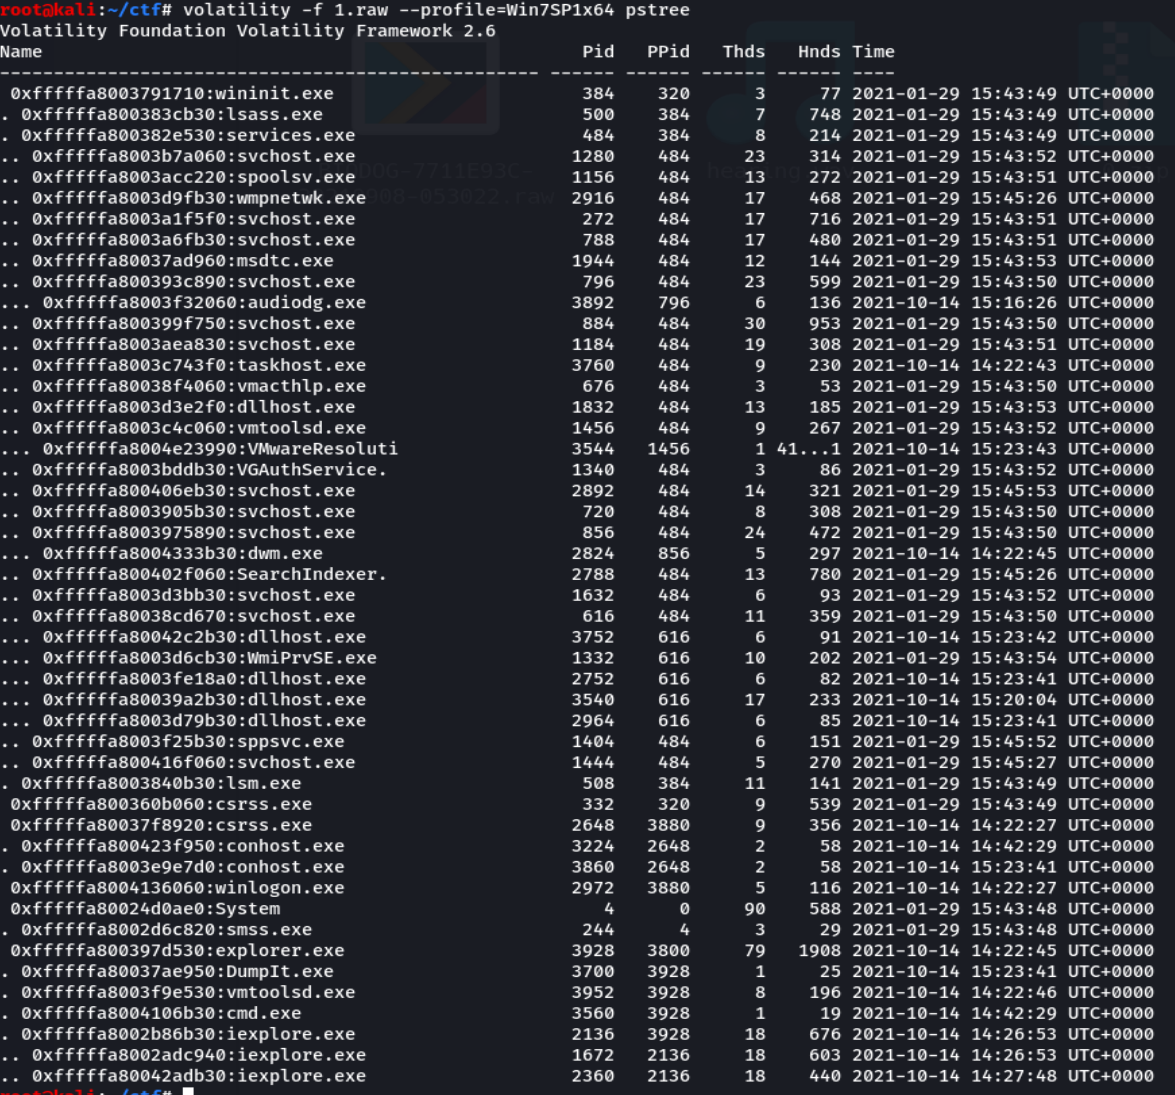 root@kali:~/ctf# volatility -f 1.raw --profile=Win7SP1x64 pstree
Volatility Foundation Volatility Framework 2.6
Name Pid PPid Thds Hnds Time
-------------------------------------------------- ------ ------ ------ ------ ----
0xfffffa8003791710:wininit.exe 384 320 3 77 2021-01-29 15:43:49 UTC+0000
. 0xfffffa800383cb30:lsass.exe 500 384 7 748 2021-01-29 15:43:49 UTC+0000
. 0xfffffa800382e530:services.exe 484 384 8 214 2021-01-29 15:43:49 UTC+0000
.. 0xfffffa8003b7a060:svchost.exe 1280 484 23 314 2021-01-29 15:43:52 UTC+0000
.. 0xfffffa8003acc220:spoolsv.exe 1156 484 13 272 2021-01-29 15:43:51 UTC+0000
.. 0xfffffa8003d9fb30:wmpnetwk.exe 2916 484 17 468 2021-01-29 15:45:26 UTC+0000
.. 0xfffffa8003a1f5f0:svchost.exe 272 484 17 716 2021-01-29 15:43:51 UTC+0000
.. 0xfffffa8003a6fb30:svchost.exe 788 484 17 480 2021-01-29 15:43:51 UTC+0000
.. 0xfffffa80037ad960:msdtc.exe 1944 484 12 144 2021-01-29 15:43:53 UTC+0000
.. 0xfffffa800393c890:svchost.exe 796 484 23 599 2021-01-29 15:43:50 UTC+0000
... 0xfffffa8003f32060:audiodg.exe 3892 796 6 136 2021-10-14 15:16:26 UTC+0000
.. 0xfffffa800399f750:svchost.exe 884 484 30 953 2021-01-29 15:43:50 UTC+0000
.. 0xfffffa8003aea830:svchost.exe 1184 484 19 308 2021-01-29 15:43:51 UTC+0000
.. 0xfffffa8003c743f0:taskhost.exe 3760 484 9 230 2021-10-14 14:22:43 UTC+0000
.. 0xfffffa80038f4060:vmacthlp.exe 676 484 3 53 2021-01-29 15:43:50 UTC+0000
.. 0xfffffa8003d3e2f0:dllhost.exe 1832 484 13 185 2021-01-29 15:43:53 UTC+0000
.. 0xfffffa8003c4c060:vmtoolsd.exe 1456 484 9 267 2021-01-29 15:43:52 UTC+0000
... 0xfffffa8004e23990:VMwareResoluti 3544 1456 1 41...1 2021-10-14 15:23:43 UTC+0000
.. 0xfffffa8003bddb30:VGAuthService. 1340 484 3 86 2021-01-29 15:43:52 UTC+0000
.. 0xfffffa800406eb30:svchost.exe 2892 484 14 321 2021-01-29 15:45:53 UTC+0000
.. 0xfffffa8003905b30:svchost.exe 720 484 8 308 2021-01-29 15:43:50 UTC+0000
.. 0xfffffa8003975890:svchost.exe 856 484 24 472 2021-01-29 15:43:50 UTC+0000
... 0xfffffa8004333b30:dwm.exe 2824 856 5 297 2021-10-14 14:22:45 UTC+0000
.. 0xfffffa800402f060:SearchIndexer. 2788 484 13 780 2021-01-29 15:45:26 UTC+0000
.. 0xfffffa8003d3bb30:svchost.exe 1632 484 6 93 2021-01-29 15:43:52 UTC+0000
.. 0xfffffa80038cd670:svchost.exe 616 484 11 359 2021-01-29 15:43:50 UTC+0000
... 0xfffffa80042c2b30:dllhost.exe 3752 616 6 91 2021-10-14 15:23:42 UTC+0000
... 0xfffffa8003d6cb30:WmiPrvSE.exe 1332 616 10 202 2021-01-29 15:43:54 UTC+0000
... 0xfffffa8003fe18a0:dllhost.exe 2752 616 6 82 2021-10-14 15:23:41 UTC+0000
... 0xfffffa80039a2b30:dllhost.exe 3540 616 17 233 2021-10-14 15:20:04 UTC+0000
... 0xfffffa8003d79b30:dllhost.exe 2964 616 6 85 2021-10-14 15:23:41 UTC+0000
.. 0xfffffa8003f25b30:sppsvc.exe 1404 484 6 151 2021-01-29 15:45:52 UTC+0000
.. 0xfffffa800416f060:svchost.exe 1444 484 5 270 2021-01-29 15:45:27 UTC+0000
. 0xfffffa8003840b30:lsm.exe 508 384 11 141 2021-01-29 15:43:49 UTC+0000
0xfffffa800360b060:csrss.exe 332 320 9 539 2021-01-29 15:43:49 UTC+0000
0xfffffa80037f8920:csrss.exe 2648 3880 9 356 2021-10-14 14:22:27 UTC+0000
. 0xfffffa800423f950:conhost.exe 3224 2648 2 58 2021-10-14 14:42:29 UTC+0000
. 0xfffffa8003e9e7d0:conhost.exe 3860 2648 2 58 2021-10-14 15:23:41 UTC+0000
0xfffffa8004136060:winlogon.exe 2972 3880 5 116 2021-10-14 14:22:27 UTC+0000
0xfffffa80024d0ae0:System 4 0 90 588 2021-01-29 15:43:48 UTC+0000
. 0xfffffa8002d6c820:smss.exe 244 4 3 29 2021-01-29 15:43:48 UTC+0000
0xfffffa800397d530:explorer.exe 3928 3800 79 1908 2021-10-14 14:22:45 UTC+0000
. 0xfffffa80037ae950:DumpIt.exe 3700 3928 1 25 2021-10-14 15:23:41 UTC+0000
. 0xfffffa8003f9e530:vmtoolsd.exe 3952 3928 8 196 2021-10-14 14:22:46 UTC+0000
. 0xfffffa8004106b30:cmd.exe 3560 3928 1 19 2021-10-14 14:42:29 UTC+0000
. 0xfffffa8002b86b30:iexplore.exe 2136 3928 18 676 2021-10-14 14:26:53 UTC+0000
.. 0xfffffa8002adc940:iexplore.exe 1672 2136 18 603 2021-10-14 14:26:53 UTC+0000
.. 0xfffffa80042adb30:iexplore.exe 2360 2136 18 440 2021-10-14 14:27:48 UTC+0000
root@kali:~/ctf#